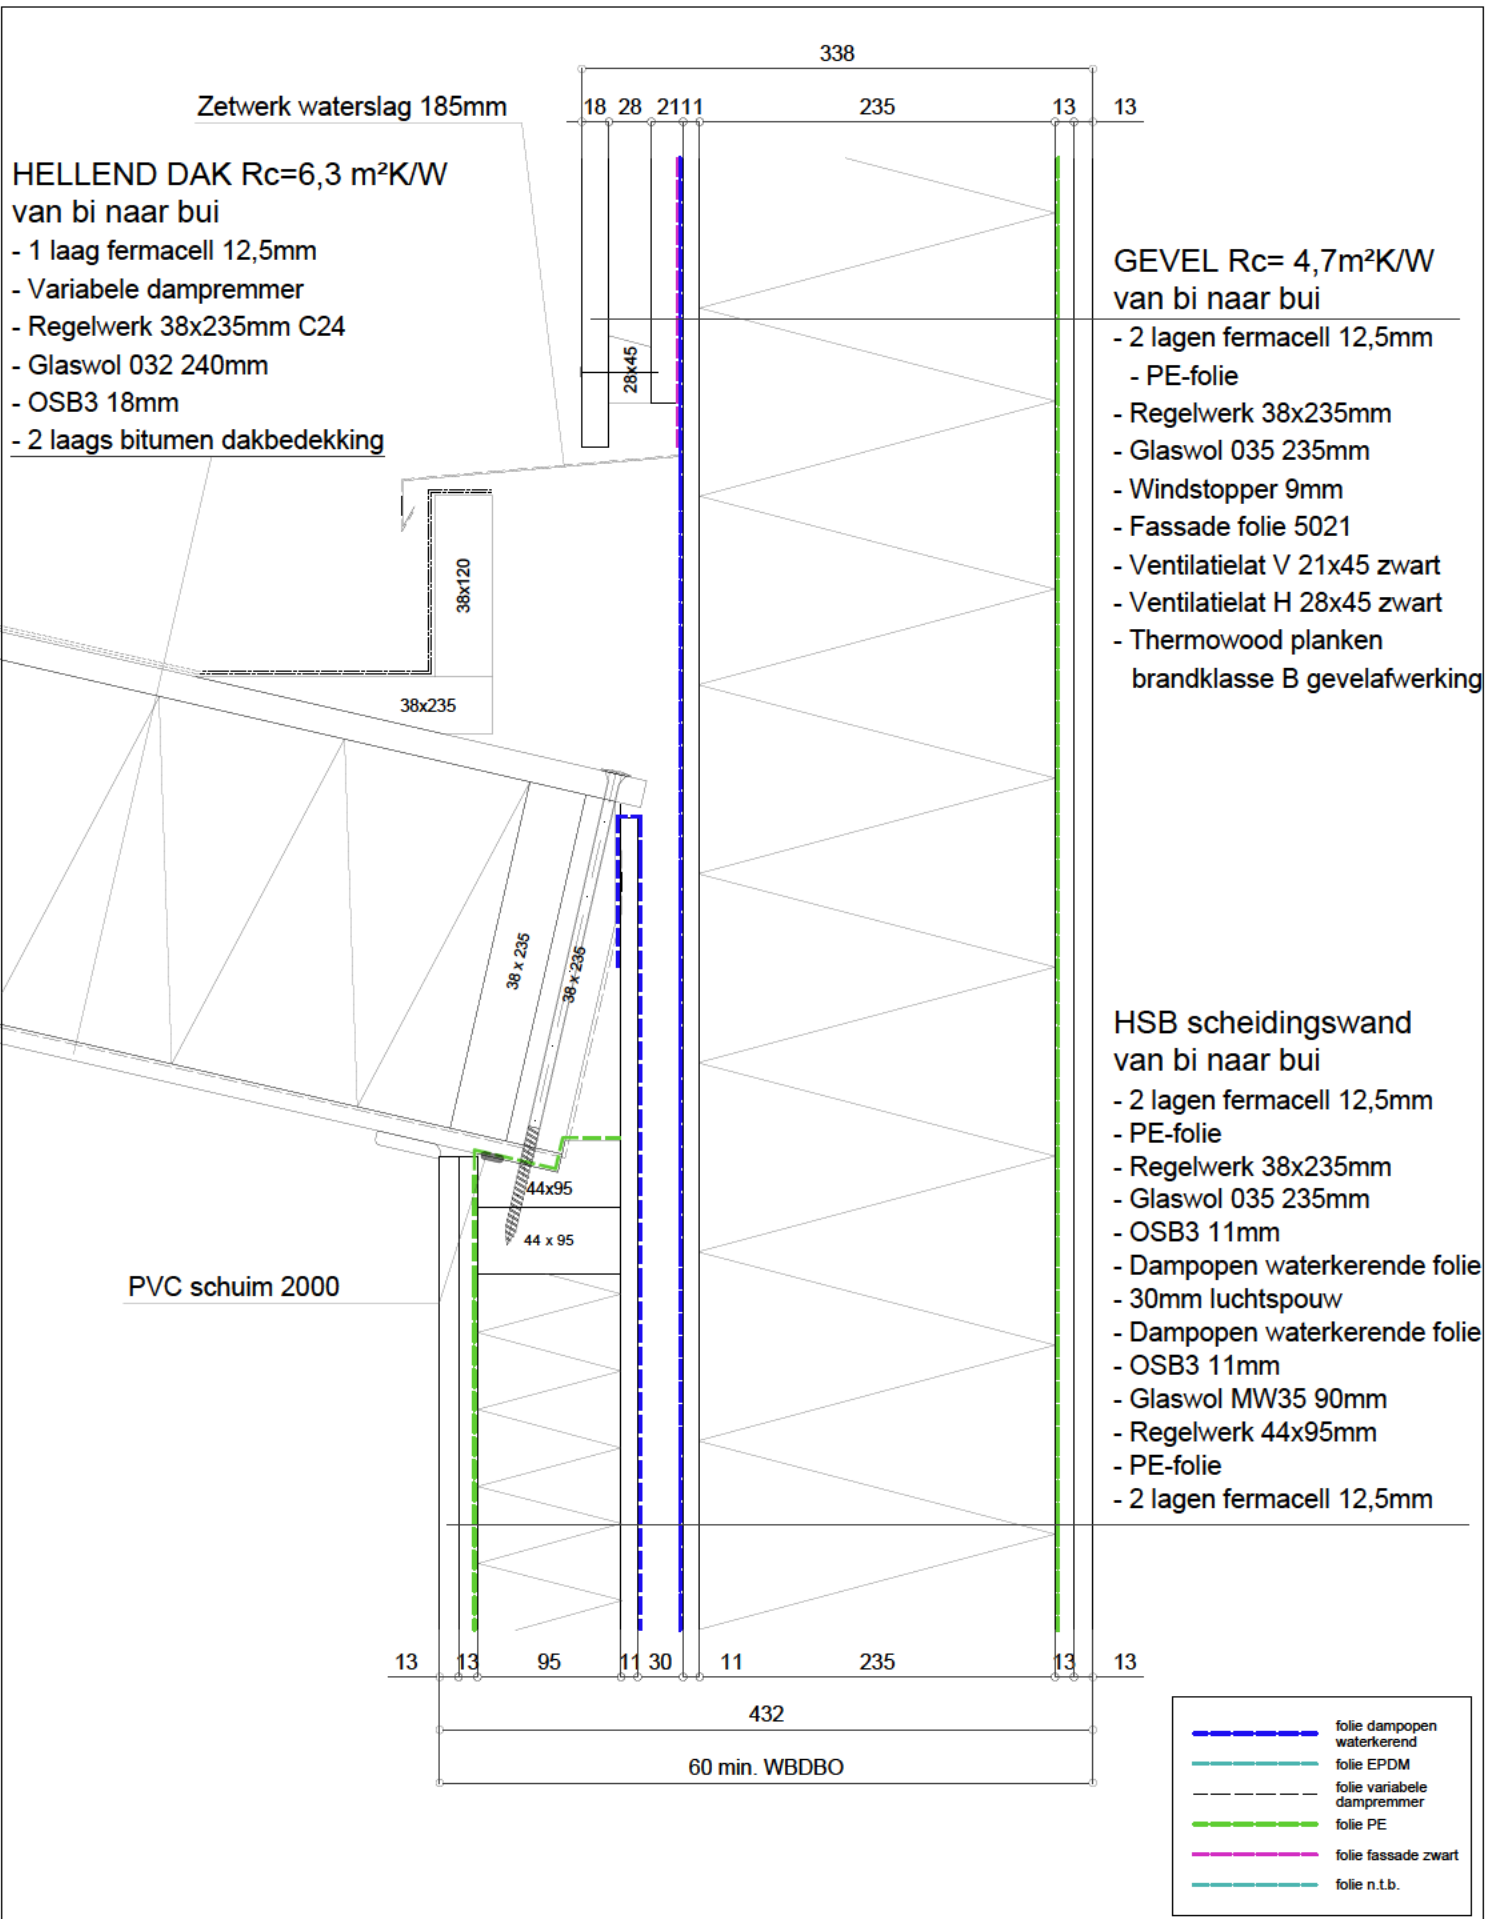 338
18 28 21 11 235 13 13
Zetwerk waterslag 185mm
HELLEND DAK Rc=6,3 m²K/W
van bi naar bui
- 1 laag fermacell 12,5mm
- Variabele dampremmer
- Regelwerk 38x235mm C24
- Glaswol 032 240mm
- OSB3 18mm
- 2 laags bitumen dakbedekking
28x45
GEVEL Rc= 4,7m²K/W
van bi naar bui
- 2 lagen fermacell 12,5mm
- PE-folie
- Regelwerk 38x235mm
- Glaswol 035 235mm
- Windstopper 9mm
- Fassade folie 5021
- Ventilatielat V 21x45 zwart
- Ventilatielat H 28x45 zwart
- Thermowood planken
brandklasse B gevelafwerking
38x120
38x235
38 x 235
38 x 235
HSB scheidingswand
van bi naar bui
- 2 lagen fermacell 12,5mm
- PE-folie
- Regelwerk 38x235mm
- Glaswol 035 235mm
- OSB3 11mm
- Dampopen waterkerende folie
- 30mm luchtspouw
- Dampopen waterkerende folie
- OSB3 11mm
- Glaswol MW35 90mm
- Regelwerk 44x95mm
- PE-folie
- 2 lagen fermacell 12,5mm
44x95
44 x 95
PVC schuim 2000
13 13 95 11 30 11 235 13 13
432
60 min. WBDBO
folie dampopen
waterkerend
folie EPDM
folie variabele
dampremmer
folie PE
folie fassade zwart
folie n.t.b.